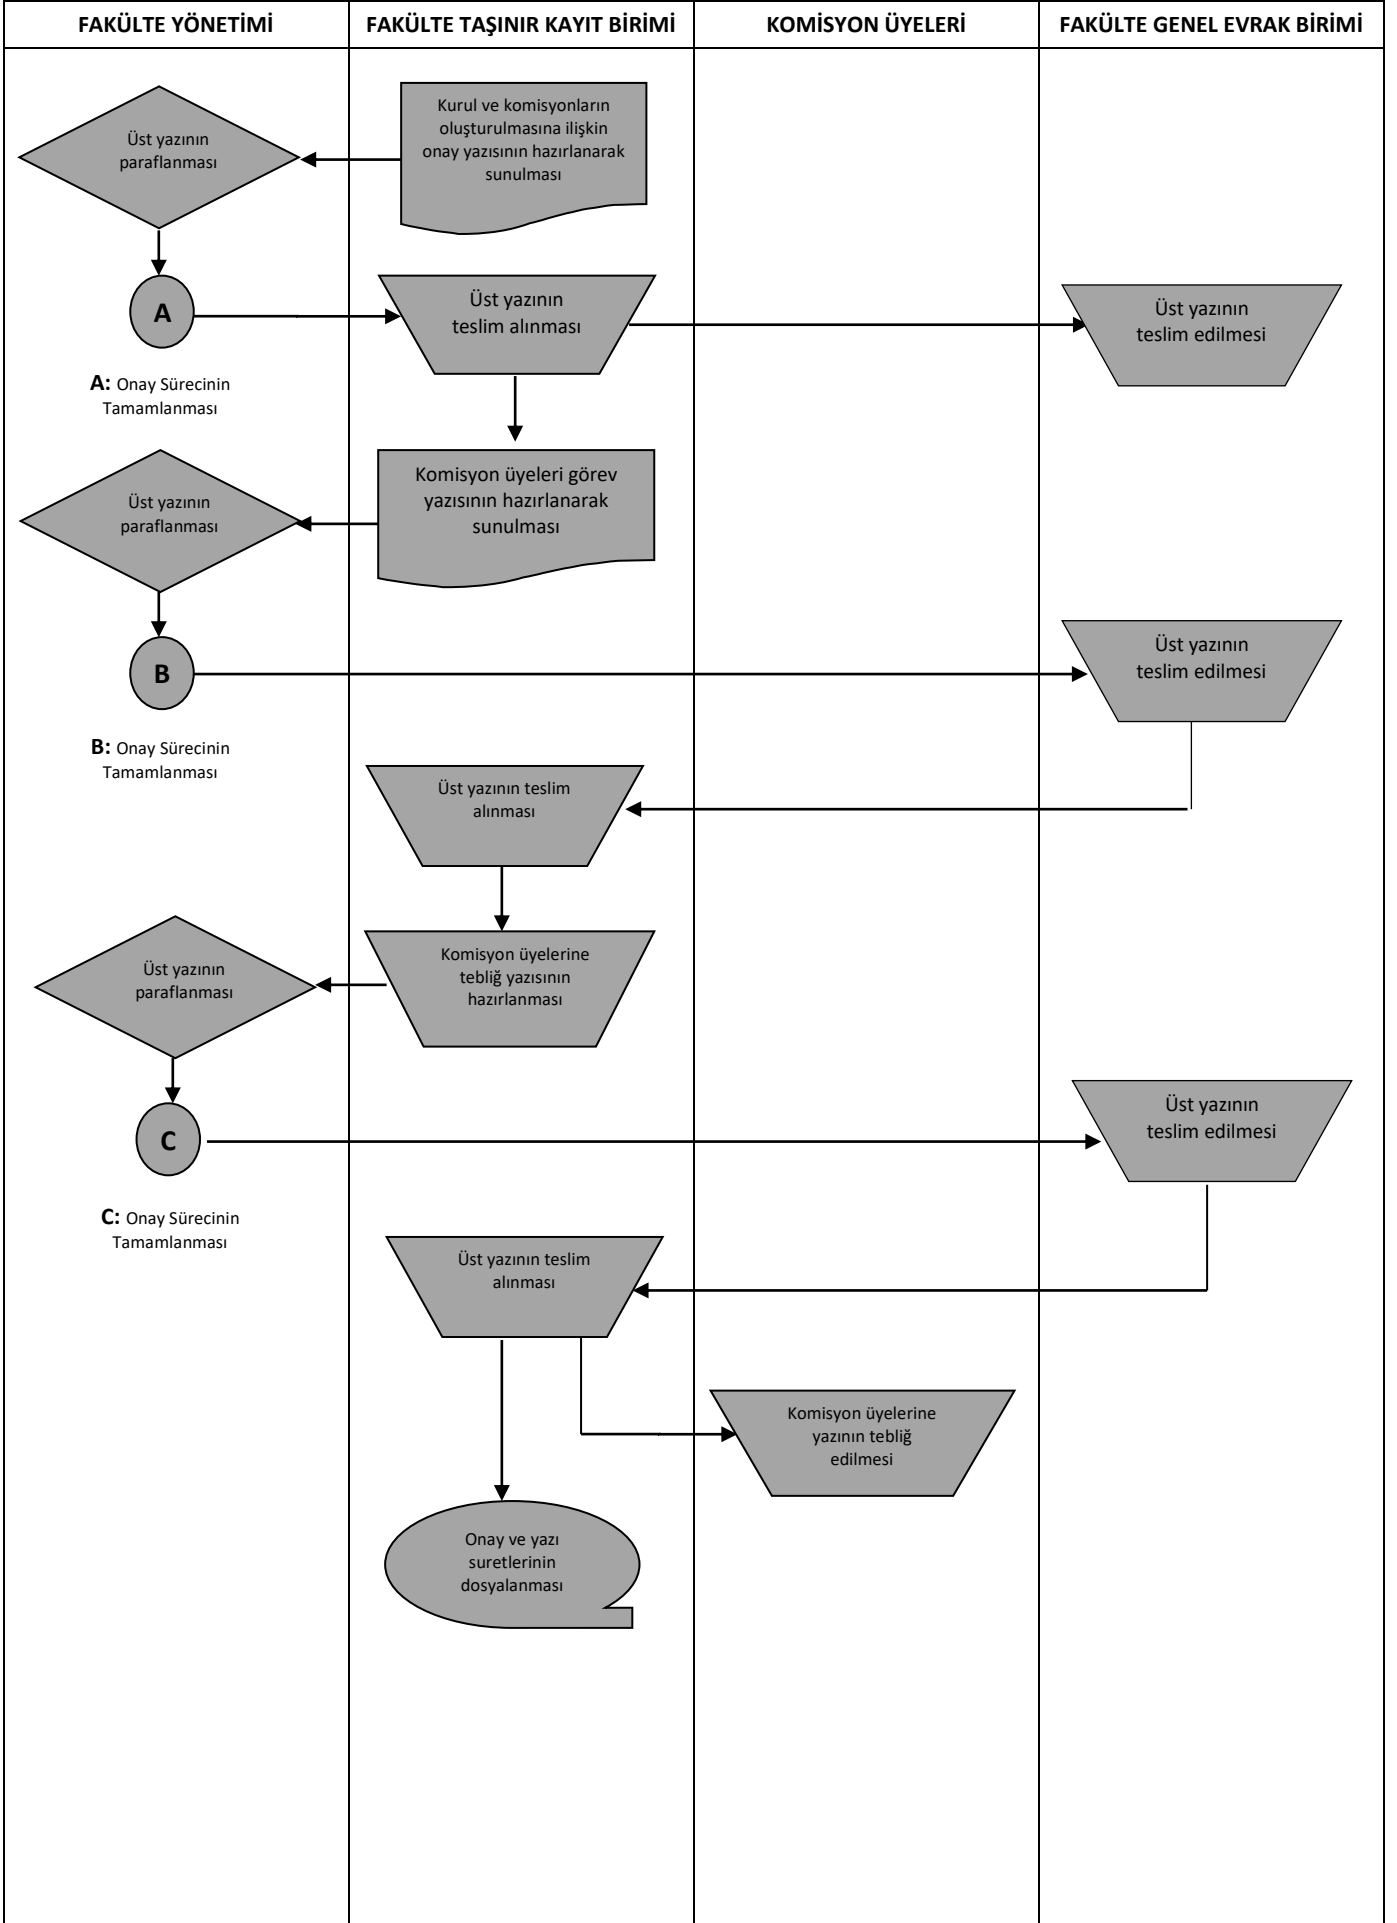 FAKÜLTE YÖNETİMİ
FAKÜLTE TAŞINIR KAYIT BİRİMİ
KOMİSYON ÜYELERİ
FAKÜLTE GENEL EVRAK BİRİMİ
Üst yazının
paraflanması
Kurul ve komisyonların
oluşturulmasına ilişkin
onay yazısının hazırlanarak
sunulması
A
Üst yazının
teslim alınması
Üst yazının
teslim edilmesi
A: Onay Sürecinin
Tamamlanması
Üst yazının
paraflanması
Komisyon üyeleri görev
yazısının hazırlanarak
sunulması
B
Üst yazının
teslim edilmesi
B: Onay Sürecinin
Tamamlanması
Üst yazının teslim
alınması
Üst yazının
paraflanması
Komisyon üyelerine
tebliğ yazısının
hazırlanması
C
Üst yazının
teslim edilmesi
C: Onay Sürecinin
Tamamlanması
Üst yazının teslim
alınması
Komisyon üyelerine
yazının tebliğ
edilmesi
Onay ve yazı
suretlerinin
dosyalanması